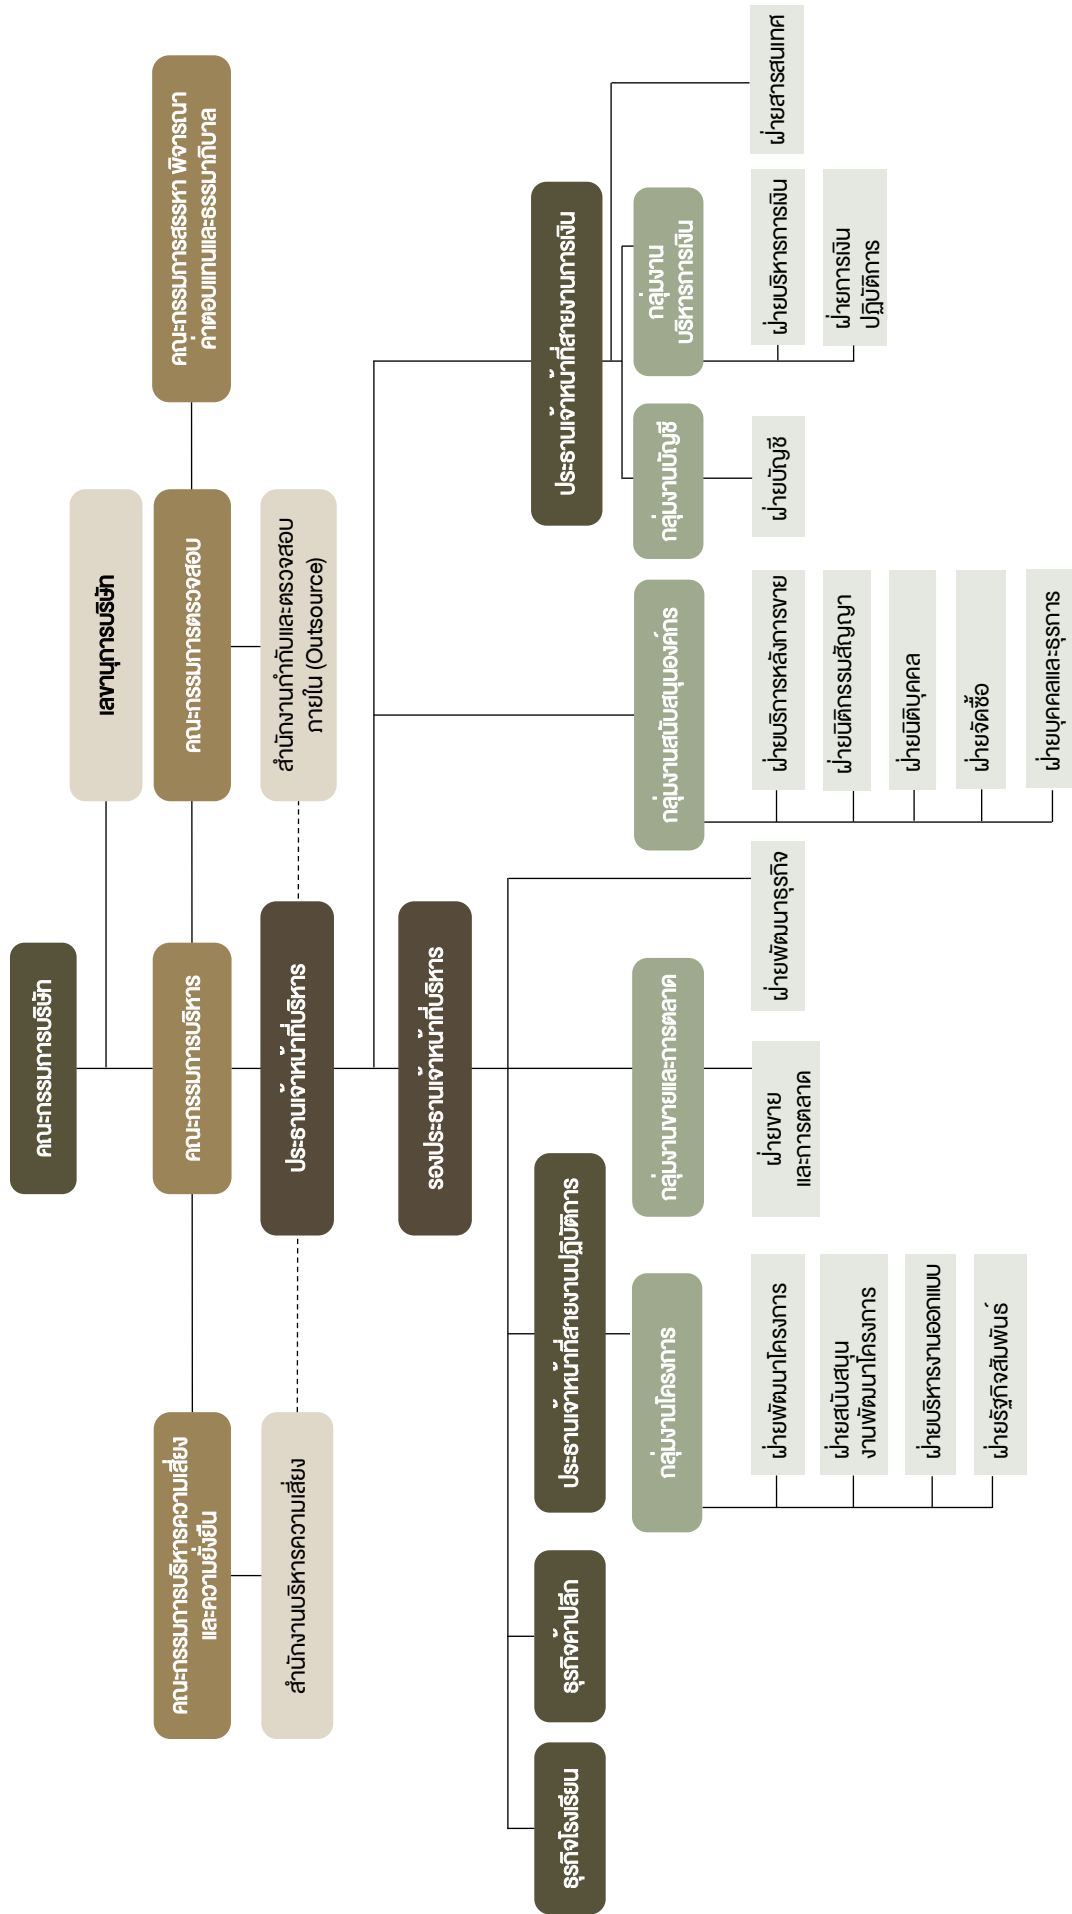 คณะกรรมการบริษัท
เลขานุการบริษัท
คณะกรรมการบริหารความเสี่ยง
และความยั่งยืน
คณะกรรมการบริหาร
คณะกรรมการตรวจสอบ
คณะกรรมการสรรหา พิจารณา
ค่าตอบแทนและธรรมาภิบาล
สำนักงานบริหารความเสี่ยง
ประธานเจ้าหน้าที่บริหาร
สำนักงานกำกับและตรวจสอบ
ภายใน (Outsource)
รองประธานเจ้าหน้าที่บริหาร
ธุรกิจโรงเรียน
ธุรกิจค้าปลีก
ประธานเจ้าหน้าที่สายงานปฏิบัติการ
ประธานเจ้าหน้าที่สายงานการเงิน
กลุ่มงานโครงการ
กลุ่มงานขายและการตลาด
กลุ่มงานสนับสนุนองค์กร
กลุ่มงานบัญชี
กลุ่มงาน
บริหารการเงิน
ฝ่ายพัฒนาโครงการ
ฝ่ายสนับสนุน
งานพัฒนาโครงการ
ฝ่ายบริหารงานออกแบบ
ฝ่ายรัฐกิจสัมพันธ์
ฝ่ายขาย
และการตลาด
ฝ่ายพัฒนาธุรกิจ
ฝ่ายบริการหลังการขาย
ฝ่ายนิติกรรมสัญญา
ฝ่ายนิติบุคคล
ฝ่ายจัดซื้อ
ฝ่ายบุคคลและธุรการ
ฝ่ายบัญชี
ฝ่ายบริหารการเงิน
ฝ่ายการเงิน
ปฏิบัติการ
ฝ่ายสารสนเทศ